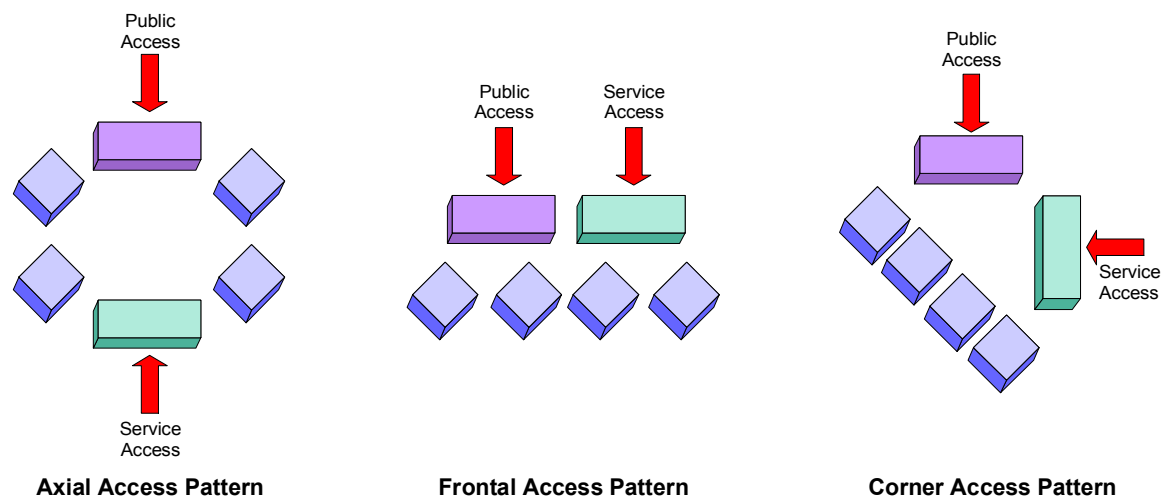 Public
Access
Service
Access
Axial Access Pattern
Public
Access
Service
Access
Frontal Access Pattern
Public
Access
Service
Access
Corner Access Pattern